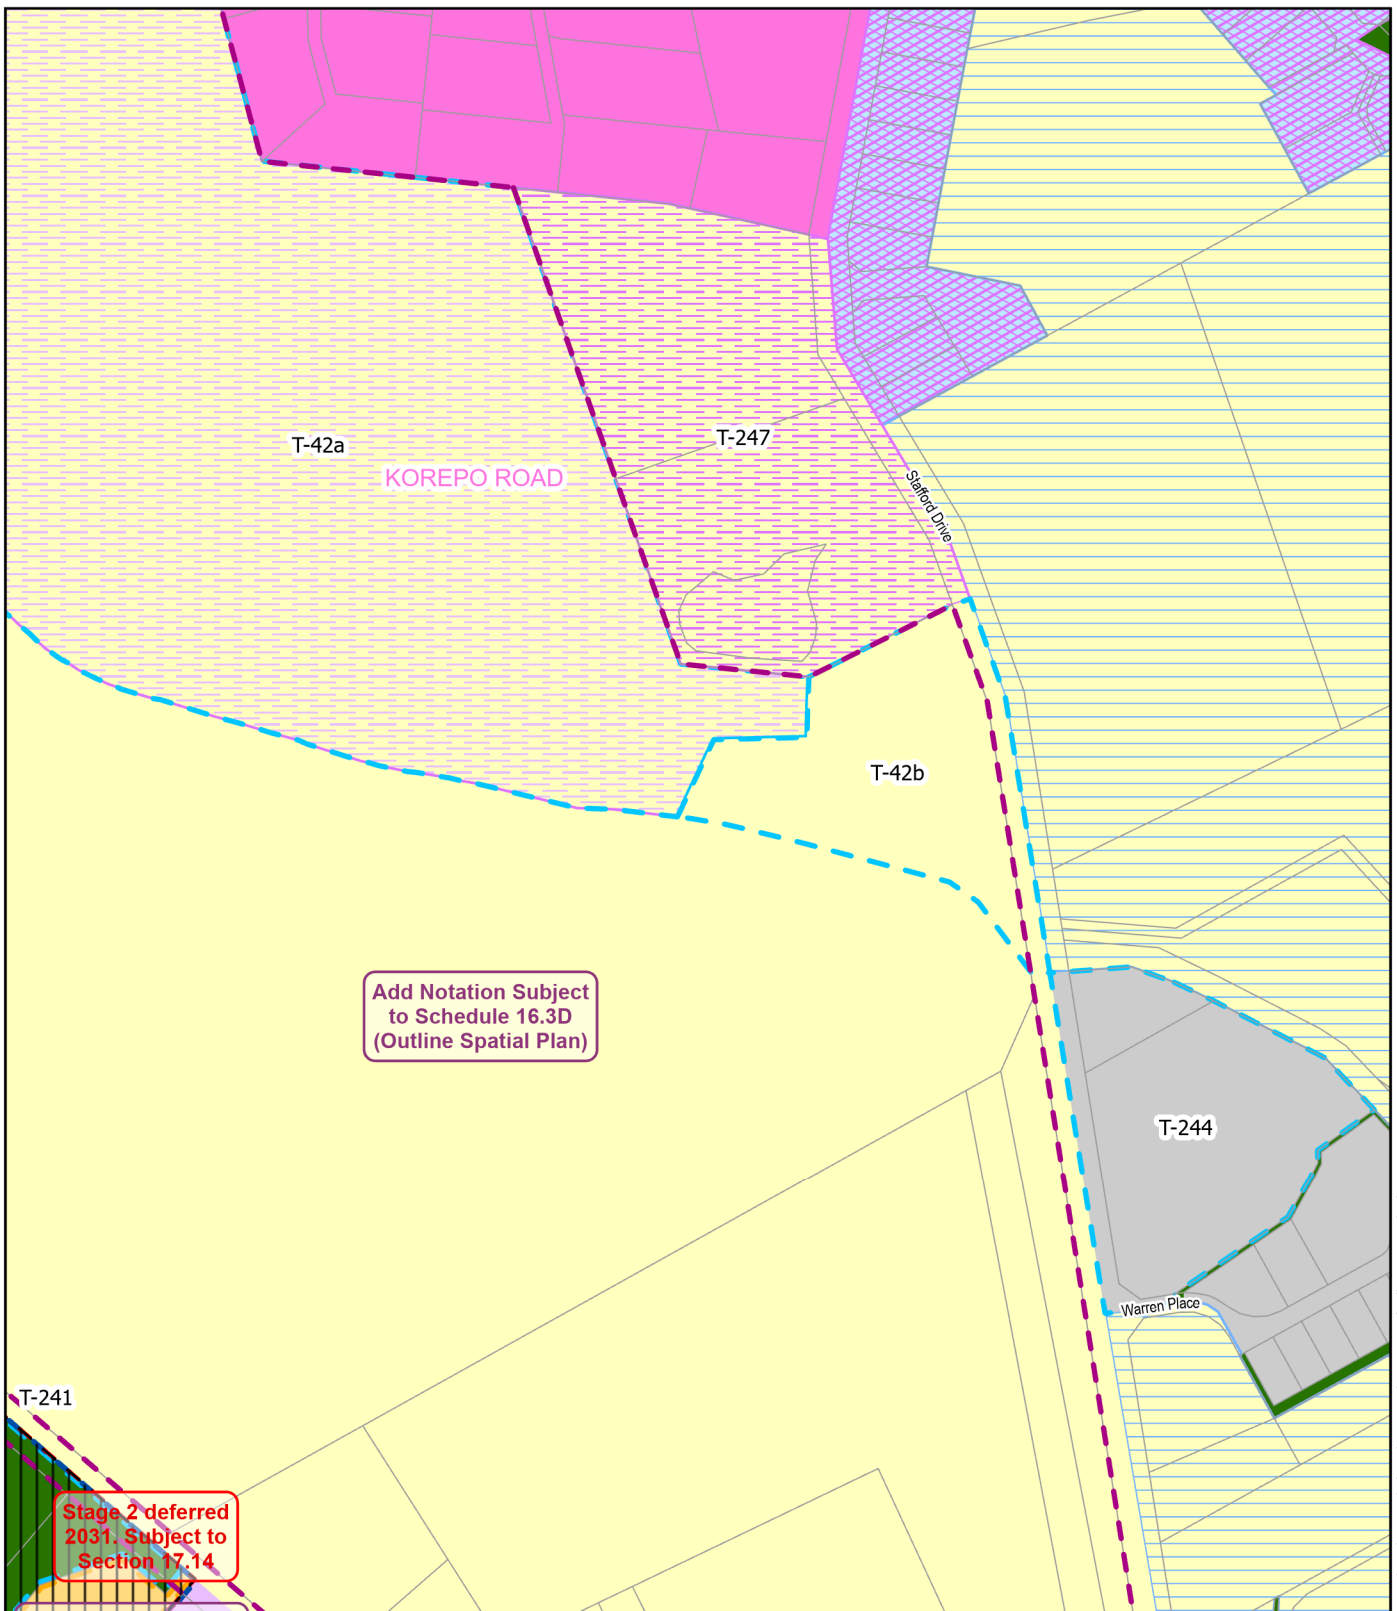 T-42a
T-247
KOREPO ROAD
Stafford Drive
T-42b
Add Notation Subject
to Schedule 16.3D
(Outline Spatial Plan)
T-244
Warren Place
T-241
Stage 2 deferred
2031. Subject to
Section 17.14